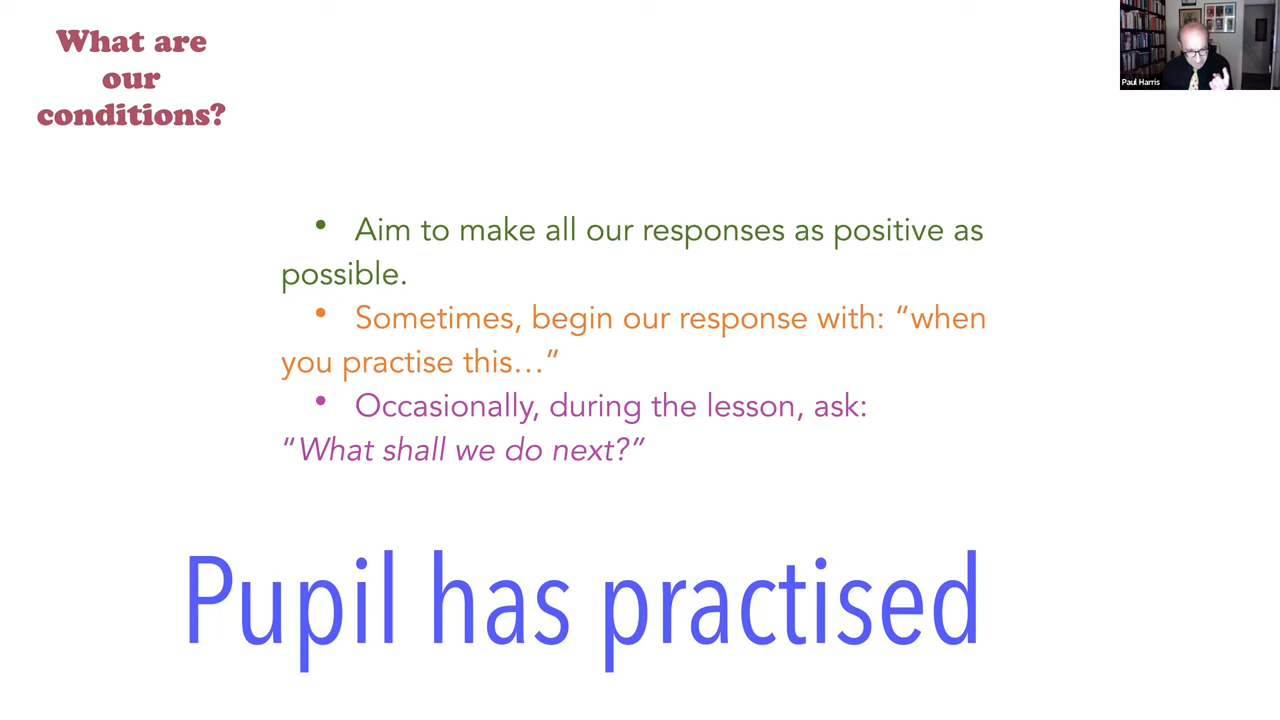 What are
our
conditions?
Paul Harris
• Aim to make all our responses as positive as
possible.
• Sometimes, begin our response with: “when
you practise this…”
• Occasionally, during the lesson, ask:
“What shall we do next?”
Pupil has practised